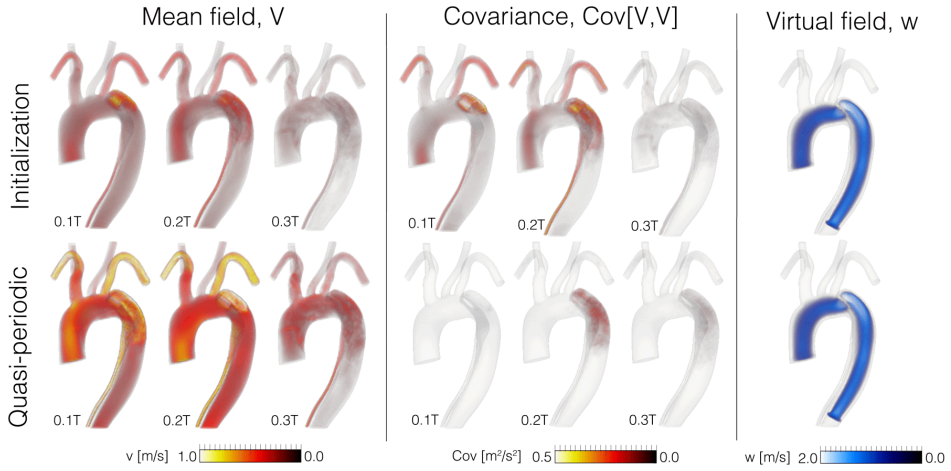 Mean field, V
Covariance, Cov[V,V]
Virtual field, w
Initialization
0.1T
0.2T
0.3T
0.1T
0.2T
0.3T
Quasi-periodic
0.1T
0.2T
0.3T
0.1T
0.2T
0.3T
v [m/s] 1.0 0.0
Cov [m²/s²] 0.5 0.0
w [m/s] 2.0 0.0